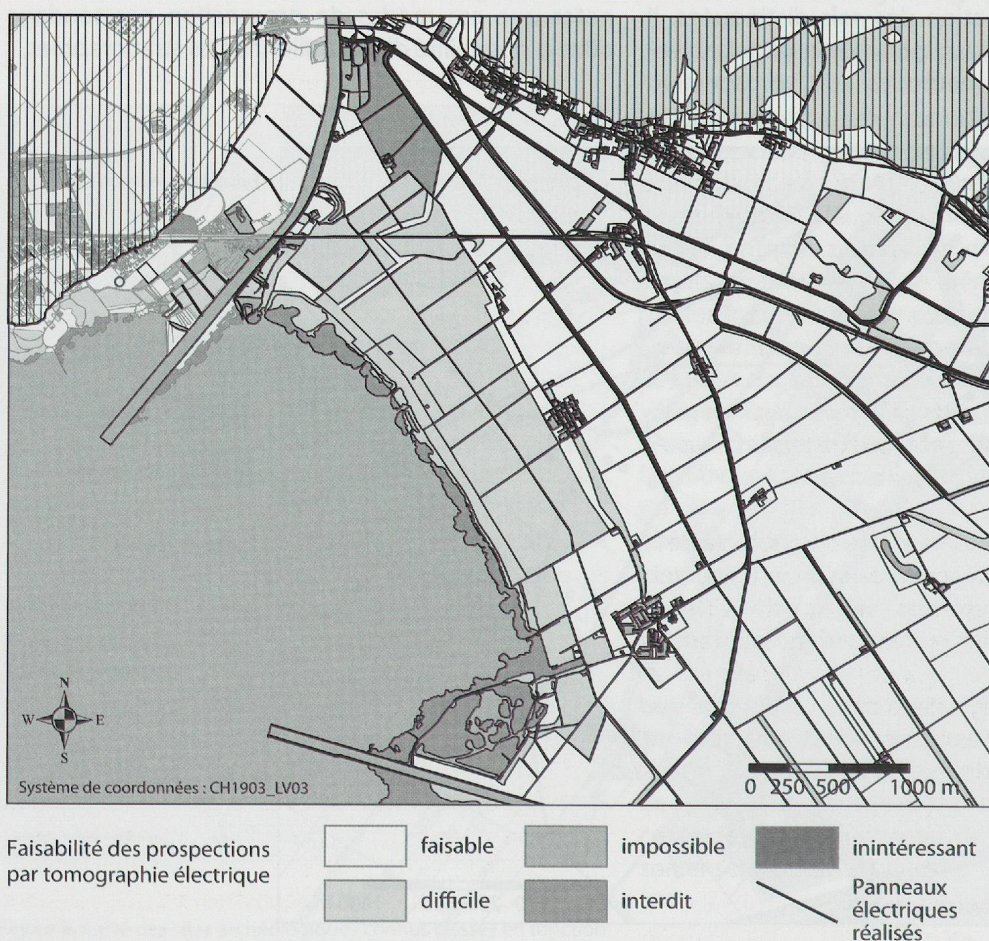 N
W E
S
Système de coordonnées : CH1903_LV03
0 250 500 1000 m
Faisabilité des prospections
par tomographie électrique
faisable
difficile
impossible
interdit
inintéressant
Panneaux
électriques
réalisés